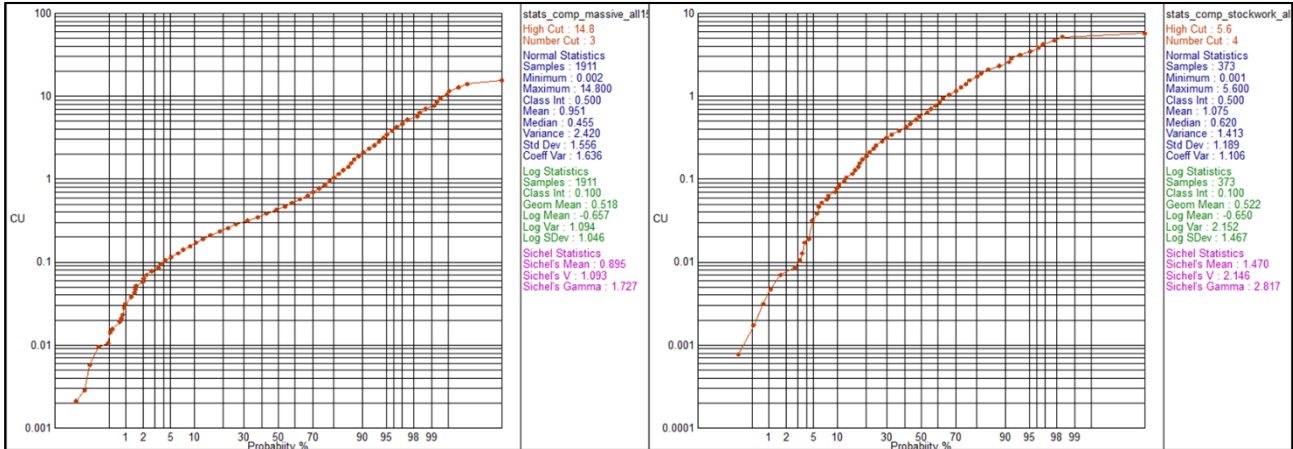 100
10
1
0.1
0.01
0.001
CU
1 2 5 10 30 50 70 90 95 98 99
Probability %
stats_comp_massive_all15
High Cut : 14.8
Number Cut : 3
Normal Statistics
Samples : 1911
Minimum : 0.002
Maximum : 14.800
Class Int : 0.500
Mean : 0.951
Median : 0.455
Variance : 2.420
Std Dev : 1.556
Coeff Var : 1.636
Log Statistics
Samples : 1911
Class Int : 0.100
Geom Mean : 0.518
Log Mean : -0.657
Log Var : 1.094
Log SDev : 1.046
Sichel Statistics
Sichel's Mean : 0.895
Sichel's V : 1.093
Sichel's Gamma : 1.727
10
1
0.1
0.01
0.001
0.0001
CU
1 2 5 10 30 50 70 90 95 98 99
Probability %
stats_comp_stockwork_al
High Cut : 5.6
Number Cut : 4
Normal Statistics
Samples : 373
Minimum : 0.001
Maximum : 5.600
Class Int : 0.500
Mean : 1.075
Median : 0.620
Variance : 1.413
Std Dev : 1.189
Coeff Var : 1.106
Log Statistics
Samples : 373
Class Int : 0.100
Geom Mean : 0.522
Log Mean : -0.650
Log Var : 2.152
Log SDev : 1.467
Sichel Statistics
Sichel's Mean : 1.470
Sichel's V : 2.146
Sichel's Gamma : 2.817